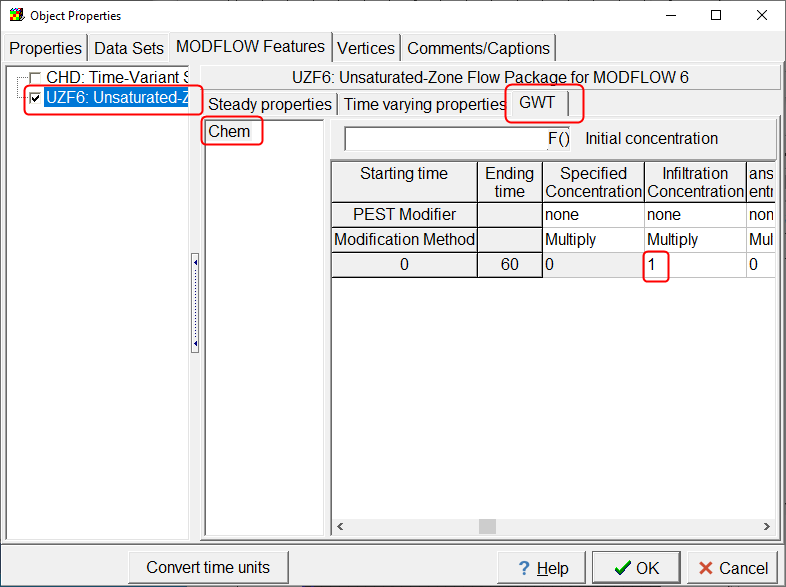 Object Properties
Properties Data Sets MODFLOW Features Vertices Comments/Captions
CHD: Time-Variant S
UZF6: Unsaturated-Z
UZF6: Unsaturated-Zone Flow Package for MODFLOW 6
Steady properties Time varying properties GWT
Chem
F() Initial concentration
Starting time Ending time Specified Concentration Infiltration Concentration ans entr
PEST Modifier none none non
Modification Method Multiply Multiply Mul
0 60 0 1 0
Convert time units ? Help OK Cancel